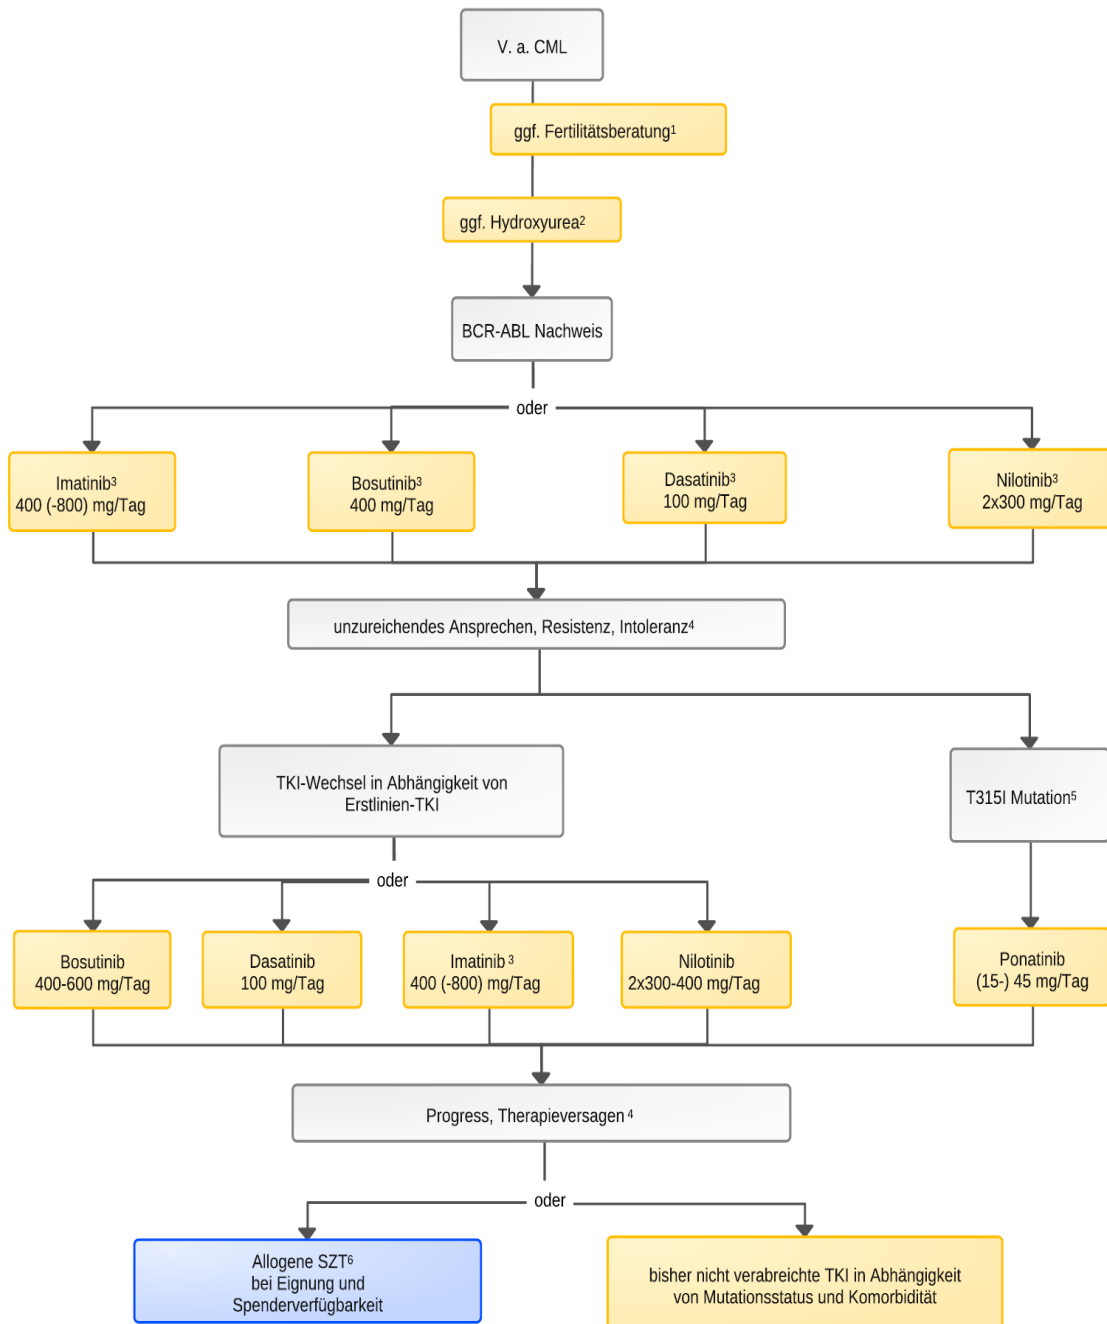 V. a. CML
ggf. Fertilitätsberatung¹
ggf. Hydroxyurea²
BCR-ABL Nachweis
oder
Imatinib³
400 (-800) mg/Tag
Bosutinib³
400 mg/Tag
Dasatinib³
100 mg/Tag
Nilotinib³
2x300 mg/Tag
unzureichendes Ansprechen, Resistenz, Intoleranz⁴
TKI-Wechsel in Abhängigkeit von
Erstlinien-TKI
T315I Mutation⁵
oder
Bosutinib
400-600 mg/Tag
Dasatinib
100 mg/Tag
Imatinib ³
400 (-800) mg/Tag
Nilotinib
2x300-400 mg/Tag
Ponatinib
(15-) 45 mg/Tag
Progress, Therapieversagen ⁴
oder
Allogene SZT⁶
bei Eignung und
Spenderverfügbarkeit
bisher nicht verabreichte TKI in Abhängigkeit
von Mutationsstatus und Komorbidität